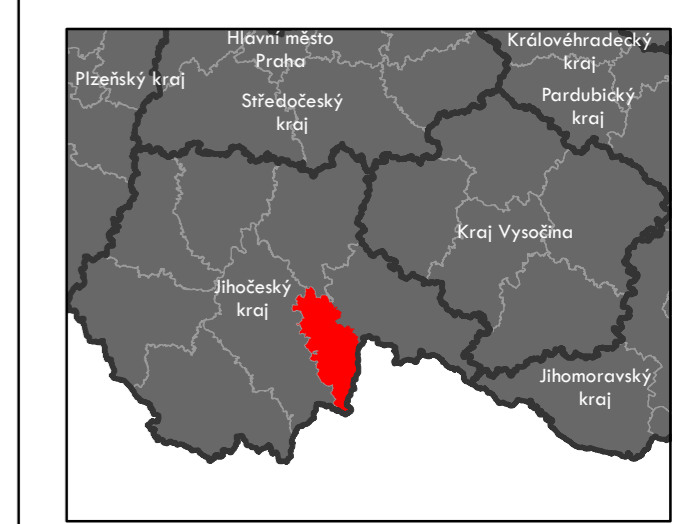 Hlavní město
Praha
Královéhradecký
kraj
Plzeňský kraj
Středočeský
kraj
Pardubický
kraj
Kraj Vysočina
Jihočeský
kraj
Jihomoravský
kraj